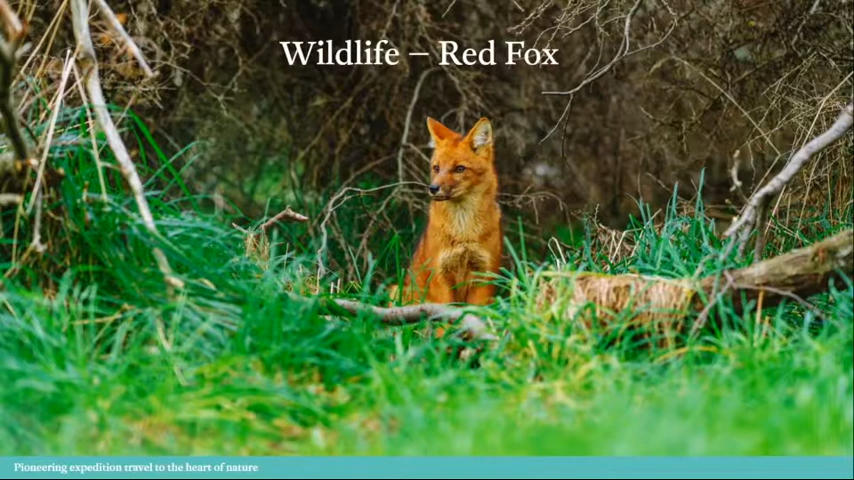 Wildlife – Red Fox
Pioneering expedition travel to the heart of nature